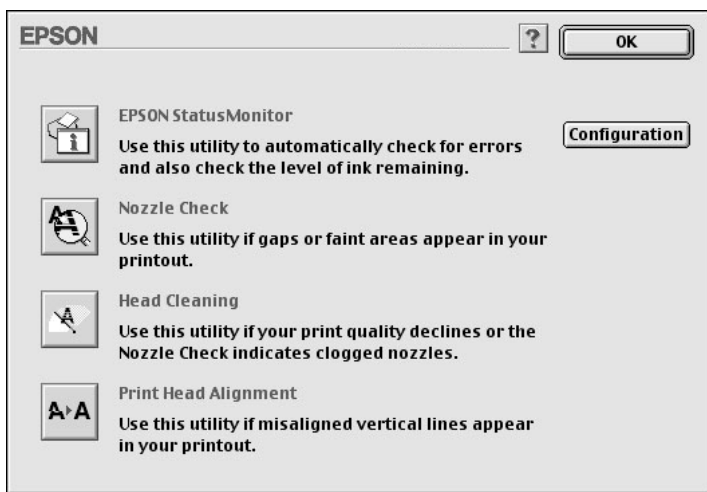 EPSON
?
OK
EPSON StatusMonitor
Use this utility to automatically check for errors
and also check the level of ink remaining.
Configuration
Nozzle Check
Use this utility if gaps or faint areas appear in your
printout.
Head Cleaning
Use this utility if your print quality declines or the
Nozzle Check indicates clogged nozzles.
A▸A
Print Head Alignment
Use this utility if misaligned vertical lines appear
in your printout.